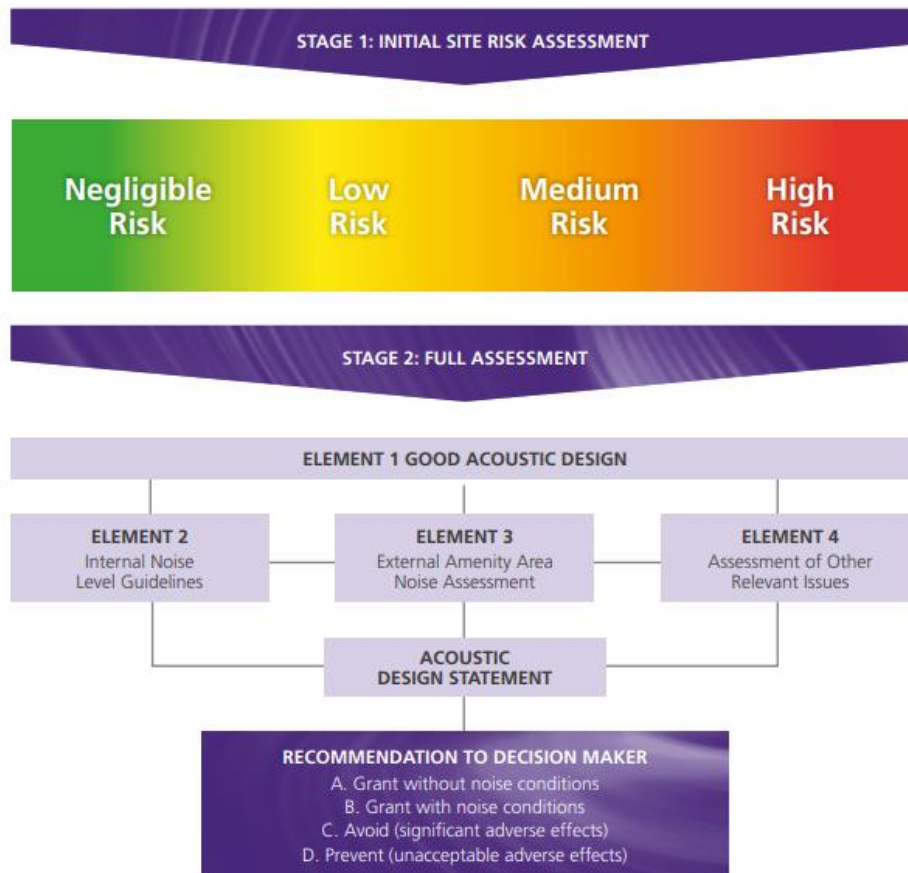 STAGE 1: INITIAL SITE RISK ASSESSMENT
Negligible
Risk
Low
Risk
Medium
Risk
High
Risk
STAGE 2: FULL ASSESSMENT
ELEMENT 1 GOOD ACOUSTIC DESIGN
ELEMENT 2
Internal Noise
Level Guidelines
ELEMENT 3
External Amenity Area
Noise Assessment
ELEMENT 4
Assessment of Other
Relevant Issues
ACOUSTIC
DESIGN STATEMENT
RECOMMENDATION TO DECISION MAKER
A. Grant without noise conditions
B. Grant with noise conditions
C. Avoid (significant adverse effects)
D. Prevent (unacceptable adverse effects)